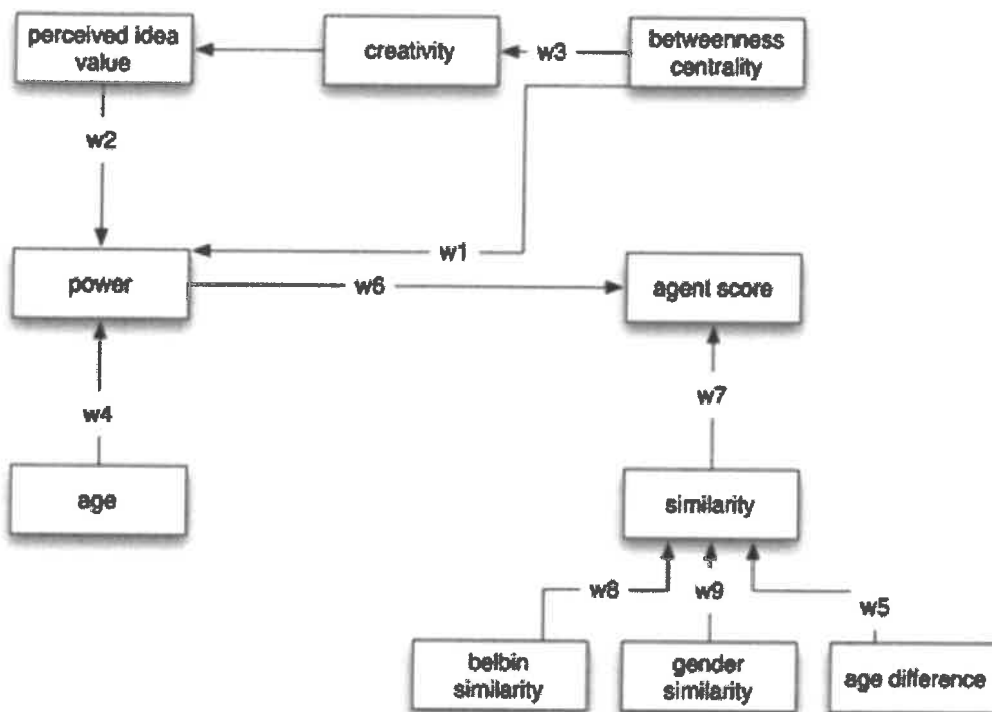 perceived idea
value
creativity
w3
betweenness
centrality
w2
w1
power
w6
agent score
w4
w7
age
similarity
w8
w9
w5
belbin
similarity
gender
similarity
age difference